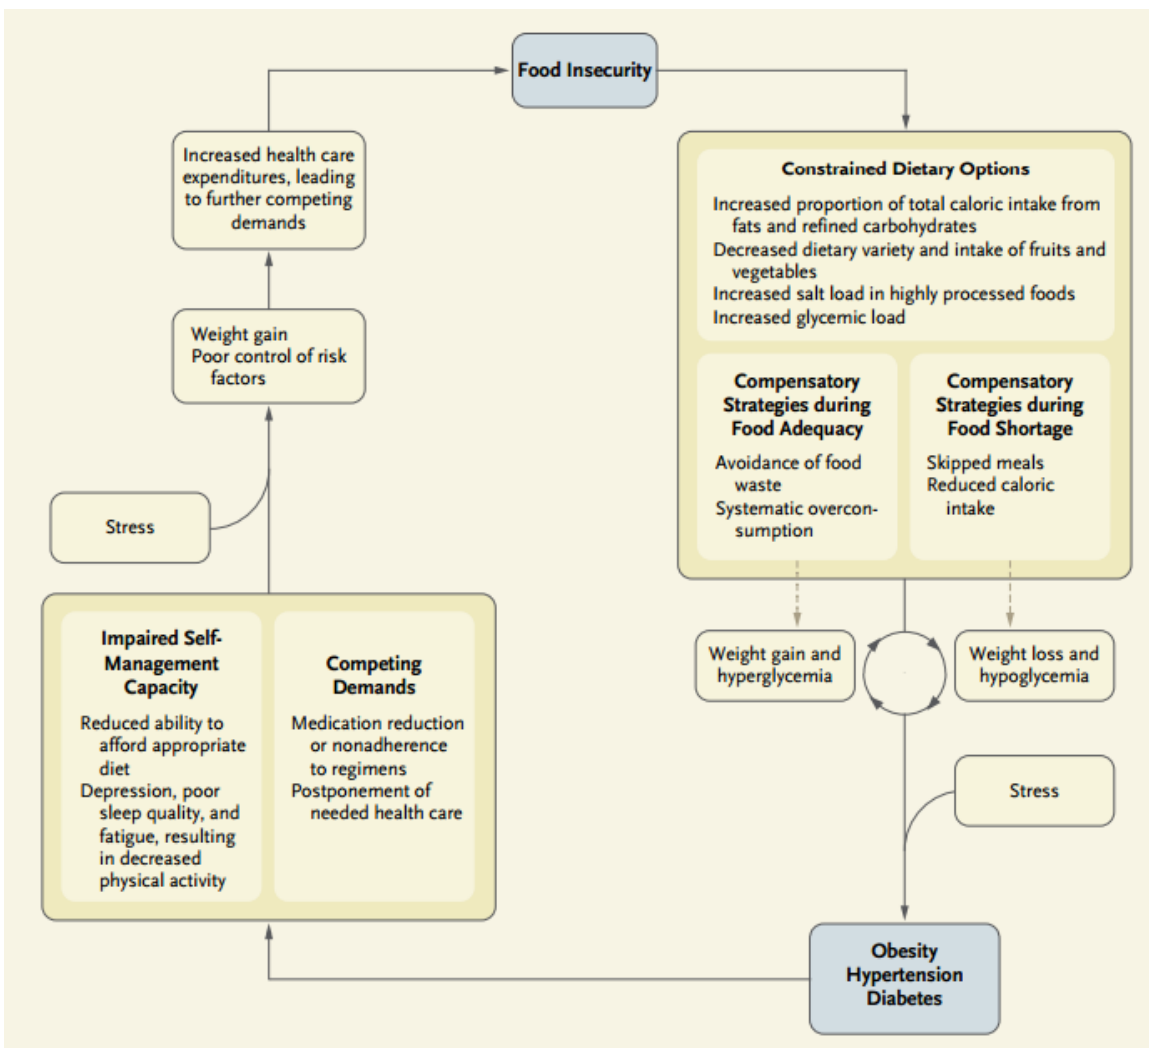 Food Insecurity
Increased health care
expenditures, leading
to further competing
demands
Weight gain
Poor control of risk
factors
Stress
Impaired Self-
Management
Capacity
Reduced ability to
afford appropriate
diet
Depression, poor
sleep quality, and
fatigue, resulting
in decreased
physical activity
Competing
Demands
Medication reduction
or nonadherence
to regimens
Postponement of
needed health care
Constrained Dietary Options
Increased proportion of total caloric intake from
fats and refined carbohydrates
Decreased dietary variety and intake of fruits and
vegetables
Increased salt load in highly processed foods
Increased glycemic load
Compensatory
Strategies during
Food Adequacy
Avoidance of food
waste
Systematic overcon-
sumption
Compensatory
Strategies during
Food Shortage
Skipped meals
Reduced caloric
intake
Weight gain and
hyperglycemia
Weight loss and
hypoglycemia
Stress
Obesity
Hypertension
Diabetes